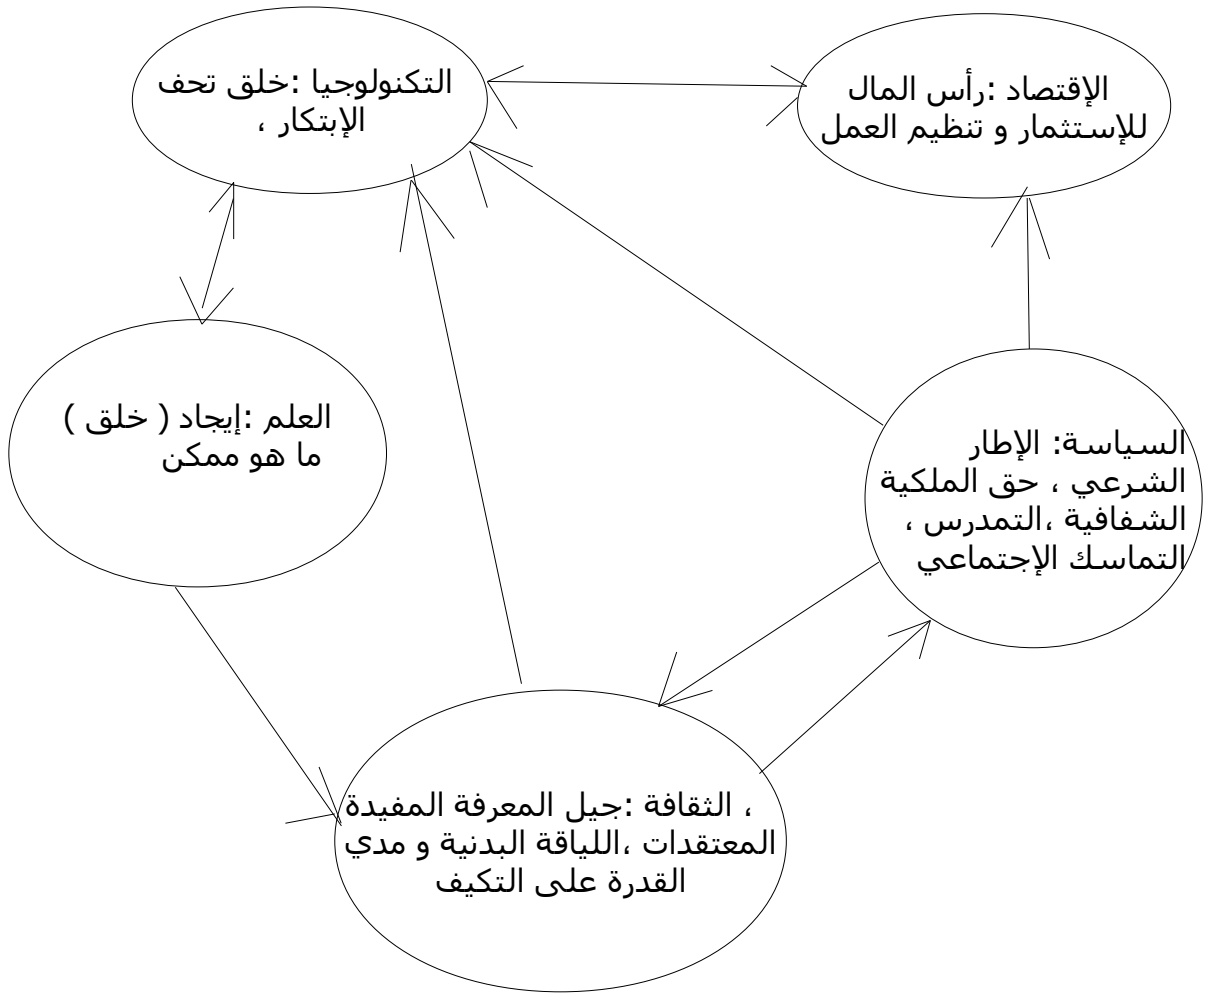 التكنولوجيا :خلق تحف
الإبتكار ،
الإقتصاد :رأس المال
للإستثمار و تنظيم العمل
العلم :إيجاد ( خلق )
ما هو ممكن
السياسة: الإطار
الشرعي ، حق الملكية
الشفافية ،التمدرس ،
التماسك الإجتماعي
، الثقافة :جيل المعرفة المفيدة
المعتقدات ،اللياقة البدنية و مدي
القدرة على التكيف